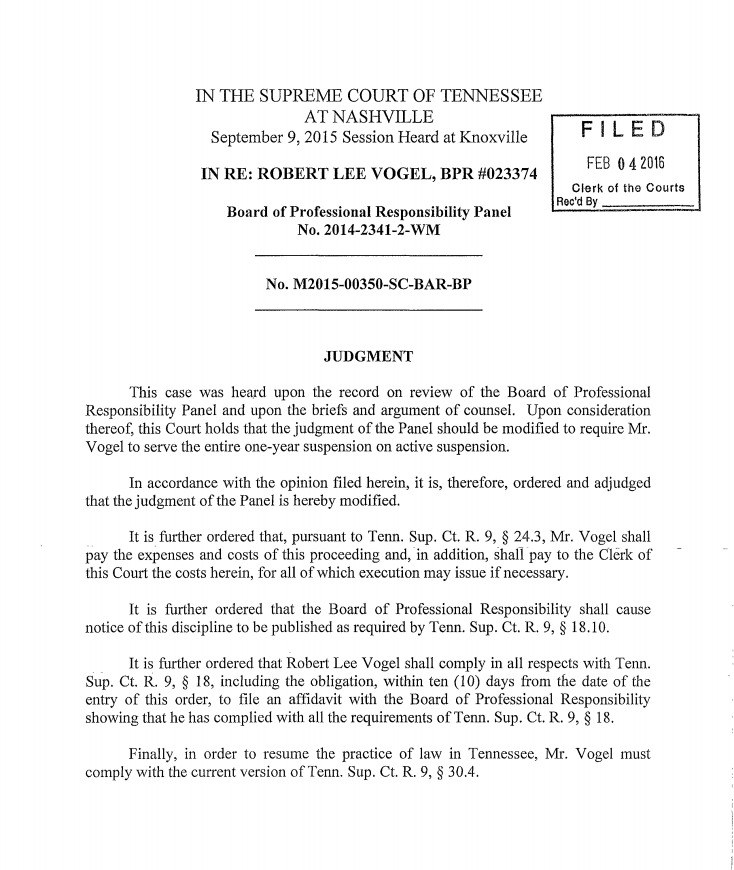 IN THE SUPREME COURT OF TENNESSEE
AT NASHVILLE
September 9, 2015 Session Heard at Knoxville
IN RE: ROBERT LEE VOGEL, BPR #023374
Board of Professional Responsibility Panel
No. 2014-2341-2-WM
FILED
FEB 04 2016
Clerk of the Courts
Rec'd By
No. M2015-00350-SC-BAR-BP
JUDGMENT
This case was heard upon the record on review of the Board of Professional
Responsibility Panel and upon the briefs and argument of counsel. Upon consideration
thereof, this Court holds that the judgment of the Panel should be modified to require Mr.
Vogel to serve the entire one-year suspension on active suspension.
In accordance with the opinion filed herein, it is, therefore, ordered and adjudged
that the judgment of the Panel is hereby modified.
It is further ordered that, pursuant to Tenn. Sup. Ct. R. 9, § 24.3, Mr. Vogel shall
pay the expenses and costs of this proceeding and, in addition, shall pay to the Clerk of
this Court the costs herein, for all of which execution may issue if necessary.
It is further ordered that the Board of Professional Responsibility shall cause
notice of this discipline to be published as required by Tenn. Sup. Ct. R. 9, § 18.10.
It is further ordered that Robert Lee Vogel shall comply in all respects with Tenn.
Sup. Ct. R. 9, § 18, including the obligation, within ten (10) days from the date of the
entry of this order, to file an affidavit with the Board of Professional Responsibility
showing that he has complied with all the requirements of Tenn. Sup. Ct. R. 9, § 18.
Finally, in order to resume the practice of law in Tennessee, Mr. Vogel must
comply with the current version of Tenn. Sup. Ct. R. 9, § 30.4.